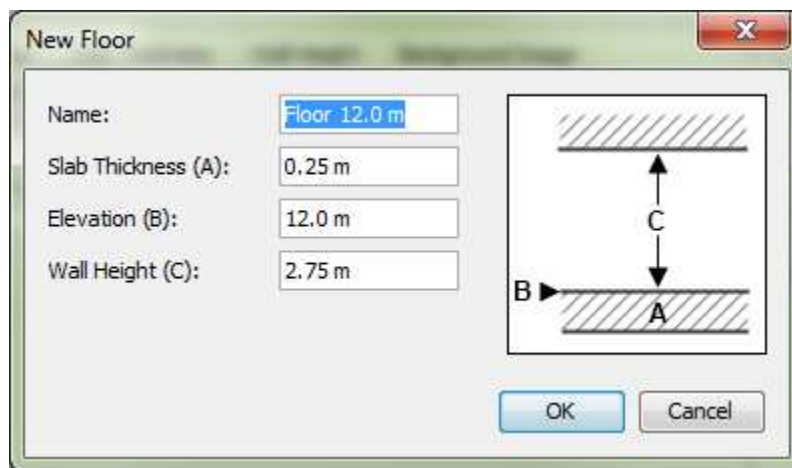 New Floor
Name: Floor 12.0 m
Slab Thickness (A): 0.25 m
Elevation (B): 12.0 m
Wall Height (C): 2.75 m
C
B
A
OK Cancel